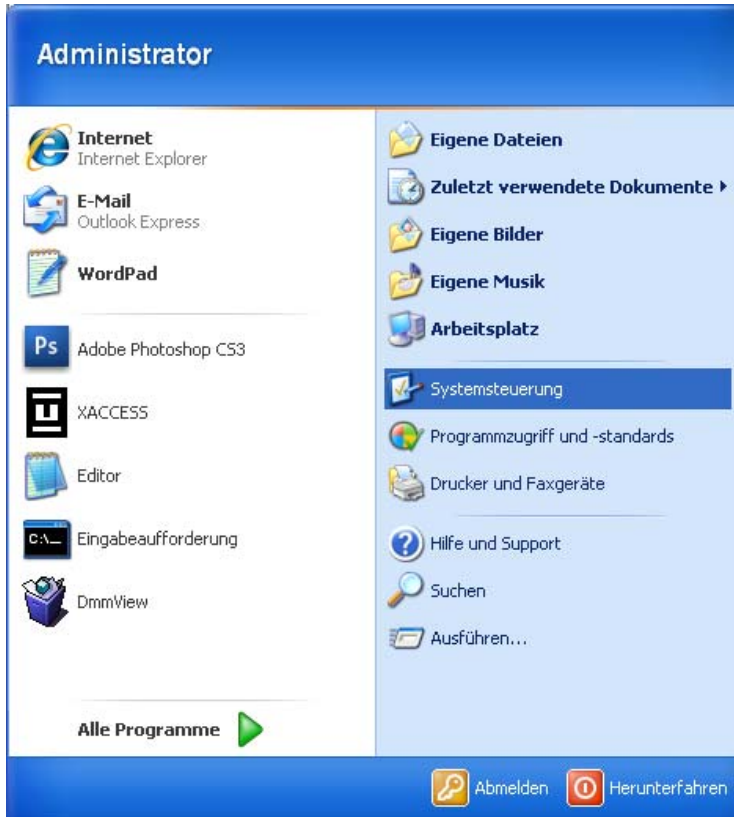 Administrator
Internet
Internet Explorer
E-Mail
Outlook Express
WordPad
Ps
Adobe Photoshop CS3
XACCESS
Editor
C:\_
Eingabeaufforderung
DmmView
Alle Programme
Eigene Dateien
Zuletzt verwendete Dokumente
Eigene Bilder
Eigene Musik
Arbeitsplatz
Systemsteuerung
Programmzugriff und -standards
Drucker und Faxgeräte
Hilfe und Support
Suchen
Ausführen...
Abmelden
Herunterfahren